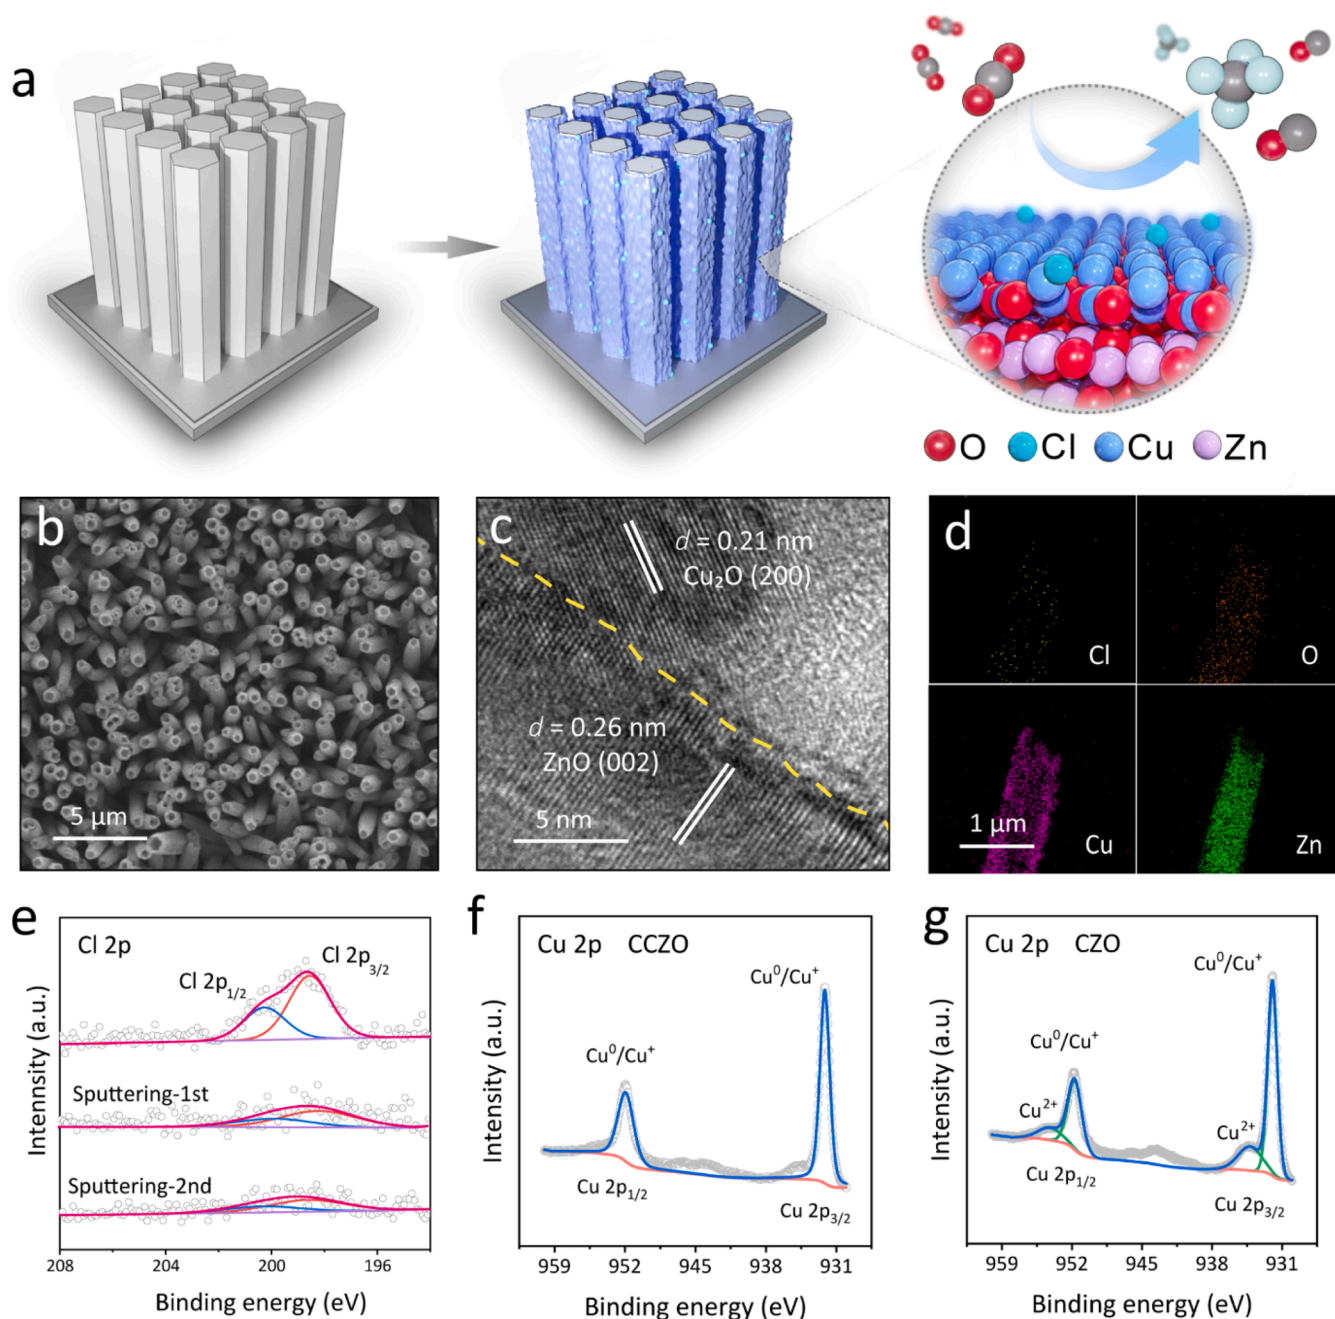 a
O Cl Cu Zn
b
5 μm
c
d = 0.21 nm
Cu₂O (200)
d = 0.26 nm
ZnO (002)
5 nm
d
Cl
O
1 μm
Cu
Zn
e
Cl 2p
Cl 2p₃/₂
Cl 2p₁/₂
Sputtering-1st
Sputtering-2nd
Intennsity (a.u.)
208 204 200 196
Binding energy (eV)
f
Cu 2p CCZO
Cu⁰/Cu⁺
Cu⁰/Cu⁺
Cu 2p₁/₂
Cu 2p₃/₂
Intensity (a.u.)
959 952 945 938 931
Binding energy (eV)
g
Cu 2p CZO
Cu⁰/Cu⁺
Cu⁰/Cu⁺
Cu²⁺
Cu²⁺
Cu 2p₁/₂
Cu 2p₃/₂
Intensity (a.u.)
959 952 945 938 931
Binding energy (eV)